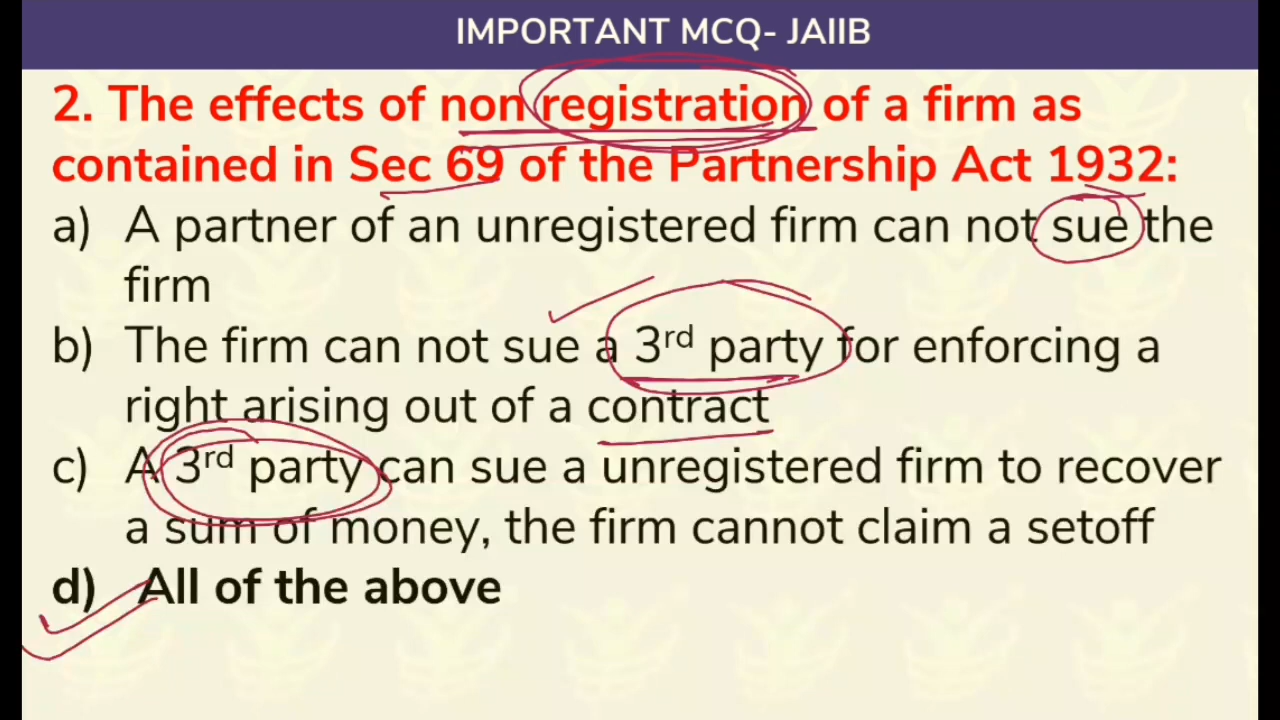 IMPORTANT MCQ- JAIIB
2. The effects of non registration of a firm as
contained in Sec 69 of the Partnership Act 1932:
a) A partner of an unregistered firm can not sue the
firm
b) The firm can not sue a 3rd party for enforcing a
right arising out of a contract
c) A 3rd party can sue a unregistered firm to recover
a sum of money, the firm cannot claim a setoff
d) All of the above